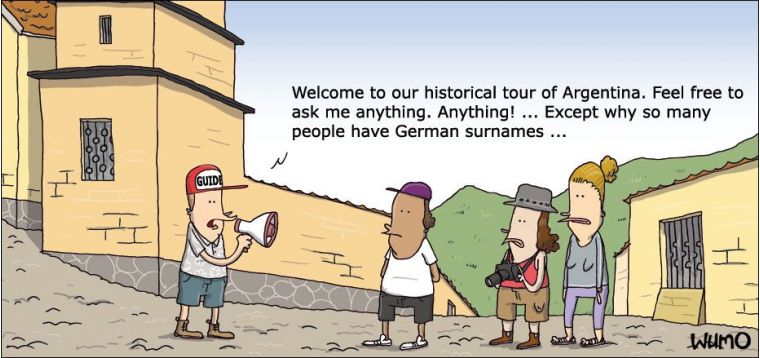 Welcome to our historical tour of Argentina. Feel free to
ask me anything. Anything! ... Except why so many
people have German surnames ...
GUIDE
WUMO